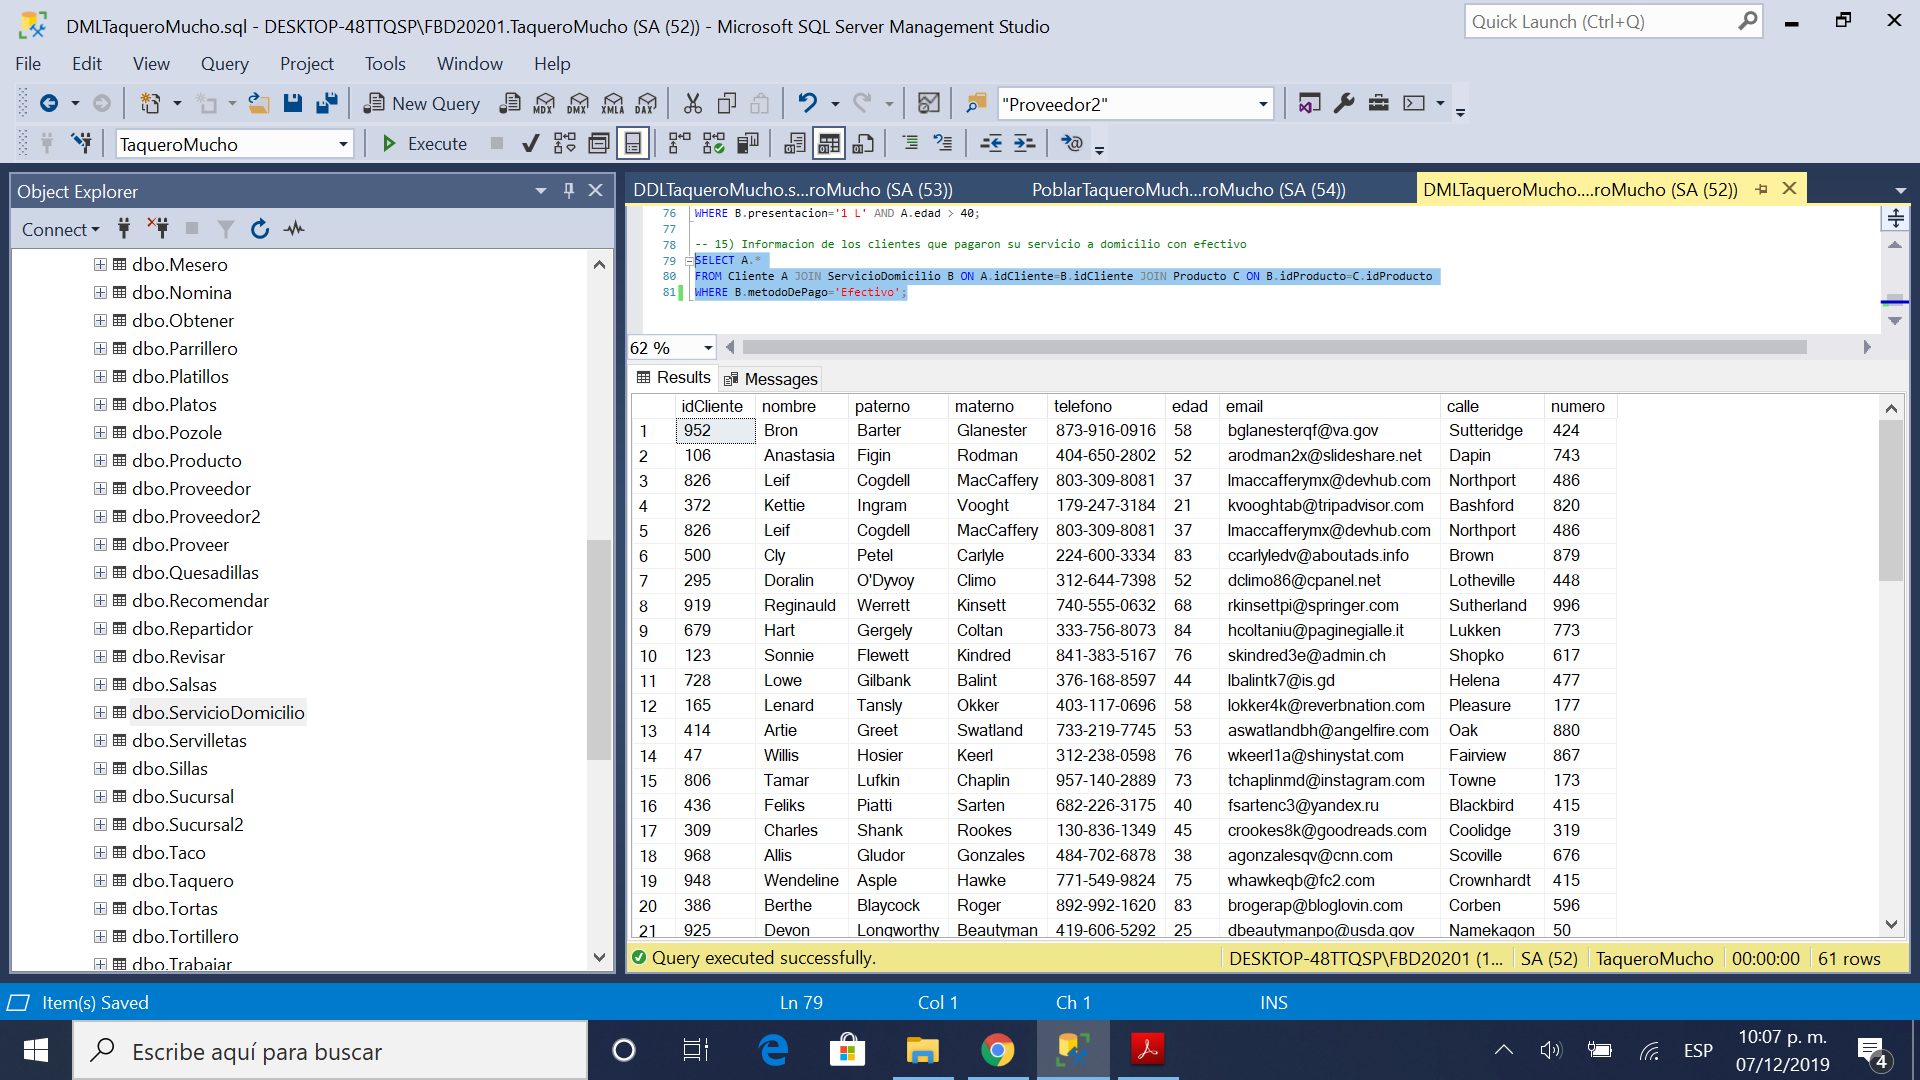 DMLTaqueroMucho.sql - DESKTOP-48TTQSP\FBD20201.TaqueroMucho (SA (52)) - Microsoft SQL Server Management Studio
Quick Launch (Ctrl+Q)
File Edit View Query Project Tools Window Help
New Query MDX DMX XMLA DAX "Proveedor2"
TaqueroMucho Execute
Object Explorer
Connect
dbo.Mesero
dbo.Nomina
dbo.Obtener
dbo.Parrillero
dbo.Platillos
dbo.Platos
dbo.Pozole
dbo.Producto
dbo.Proveedor
dbo.Proveedor2
dbo.Proveer
dbo.Quesadillas
dbo.Recomendar
dbo.Repartidor
dbo.Revisar
dbo.Salsas
dbo.ServicioDomicilio
dbo.Servilletas
dbo.Sillas
dbo.Sucursal
dbo.Sucursal2
dbo.Taco
dbo.Taquero
dbo.Tortas
dbo.Tortillero
dbo.Trabajar
DDLTaqueroMucho.s...roMucho (SA (53)) PoblarTaqueroMuch...roMucho (SA (54)) DMLTaqueroMucho....roMucho (SA (52))
76 WHERE B.presentacion='1 L' AND A.edad > 40;
77
78 -- 15) Informacion de los clientes que pagaron su servicio a domicilio con efectivo
79 SELECT A.*
80 FROM Cliente A JOIN ServicioDomicilio B ON A.idCliente=B.idCliente JOIN Producto C ON B.idProducto=C.idProducto
81 WHERE B.metodoDePago='Efectivo';
62 %
Results Messages
idCliente nombre paterno materno telefono edad email calle numero
1 952 Bron Barter Glanester 873-916-0916 58 bglanesterqf@va.gov Sutteridge 424
2 106 Anastasia Figin Rodman 404-650-2802 52 arodman2x@slideshare.net Dapin 743
3 826 Leif Cogdell MacCaffery 803-309-8081 37 lmaccafferymx@devhub.com Northport 486
4 372 Kettie Ingram Vooght 179-247-3184 21 kvooghtab@tripadvisor.com Bashford 820
5 826 Leif Cogdell MacCaffery 803-309-8081 37 lmaccafferymx@devhub.com Northport 486
6 500 Cly Petel Carlyle 224-600-3334 83 ccarlyledv@aboutads.info Brown 879
7 295 Doralin O'Dyvoy Climo 312-644-7398 52 dclimo86@cpanel.net Lotheville 448
8 919 Reginauld Werrett Kinsett 740-555-0632 68 rkinsettpi@springer.com Sutherland 996
9 679 Hart Gergely Coltan 333-756-8073 84 hcoltaniu@paginegialle.it Lukken 773
10 123 Sonnie Flewett Kindred 841-383-5167 76 skindred3e@admin.ch Shopko 617
11 728 Lowe Gilbank Balint 376-168-8597 44 lbalintk7@is.gd Helena 477
12 165 Lenard Tansly Okker 403-117-0696 58 lokker4k@reverbnation.com Pleasure 177
13 414 Artie Greet Swatland 733-219-7745 53 aswatlandbh@angelfire.com Oak 880
14 47 Willis Hosier Keerl 312-238-0598 76 wkeerl1a@shinystat.com Fairview 867
15 806 Tamar Lufkin Chaplin 957-140-2889 73 tchaplinmd@instagram.com Towne 173
16 436 Feliks Piatti Sarten 682-226-3175 40 fsartenc3@yandex.ru Blackbird 415
17 309 Charles Shank Rookes 130-836-1349 45 crookes8k@goodreads.com Coolidge 319
18 968 Allis Gludor Gonzales 484-702-6878 38 agonzalesqv@cnn.com Scoville 676
19 948 Wendeline Asple Hawke 771-549-9824 75 whawkeqb@fc2.com Crownhardt 415
20 386 Berthe Blaycock Roger 892-992-1620 83 brogerap@bloglovin.com Corben 596
21 925 Devon Longworthy Beautyman 419-606-5292 25 dbeautymanpo@usda.gov Namekagon 50
Query executed successfully. DESKTOP-48TTQSP\FBD20201 (1... SA (52) TaqueroMucho 00:00:00 61 rows
Item(s) Saved Ln 79 Col 1 Ch 1 INS
Escribe aquí para buscar
ESP
10:07 p. m.
07/12/2019
4